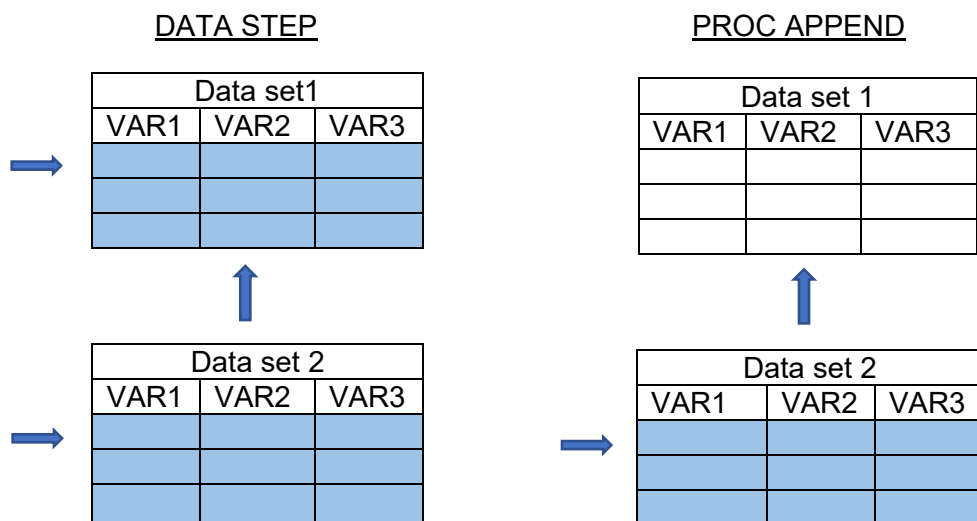 DATA STEP
Data set1
VAR1 VAR2 VAR3
Data set 2
VAR1 VAR2 VAR3
PROC APPEND
Data set 1
VAR1 VAR2 VAR3
Data set 2
VAR1 VAR2 VAR3